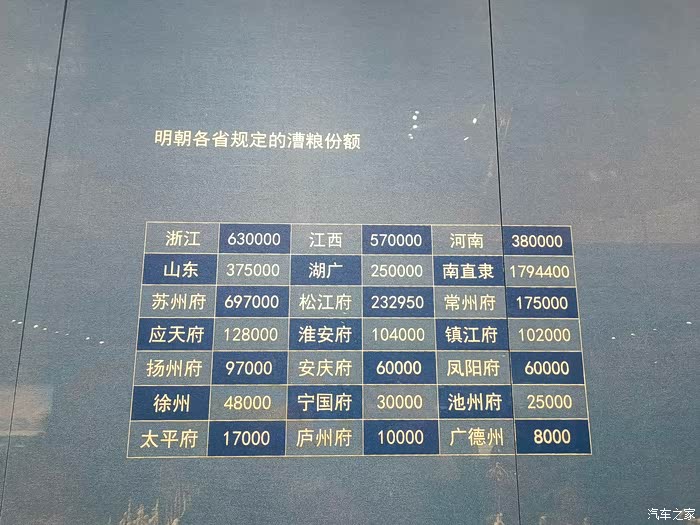 明朝各省规定的漕粮份额
浙江 630000 江西 570000 河南 380000
山东 375000 湖广 250000 南直隶 1794400
苏州府 697000 松江府 232950 常州府 175000
应天府 128000 淮安府 104000 镇江府 102000
扬州府 97000 安庆府 60000 凤阳府 60000
徐州 48000 宁国府 30000 池州府 25000
太平府 17000 庐州府 10000 广德州 8000
汽车之家